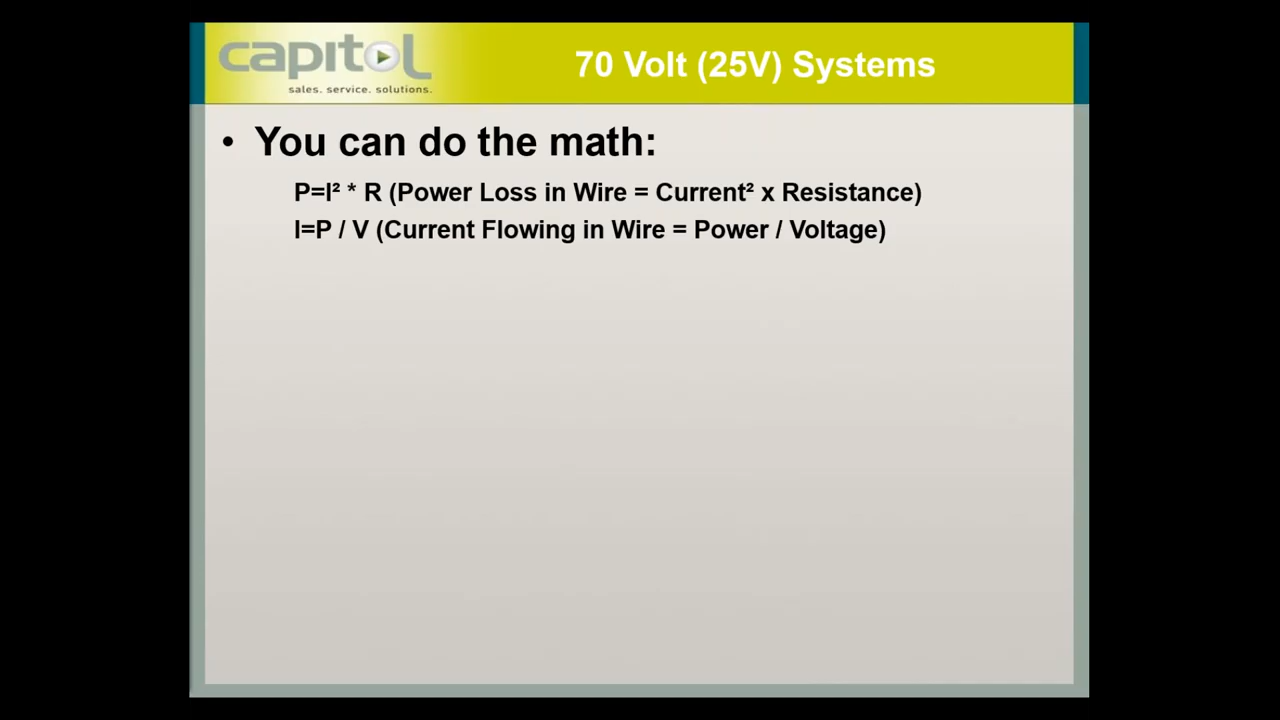 capitol
sales. service. solutions.
70 Volt (25V) Systems
• You can do the math:
P=I² * R (Power Loss in Wire = Current² x Resistance)
I=P / V (Current Flowing in Wire = Power / Voltage)